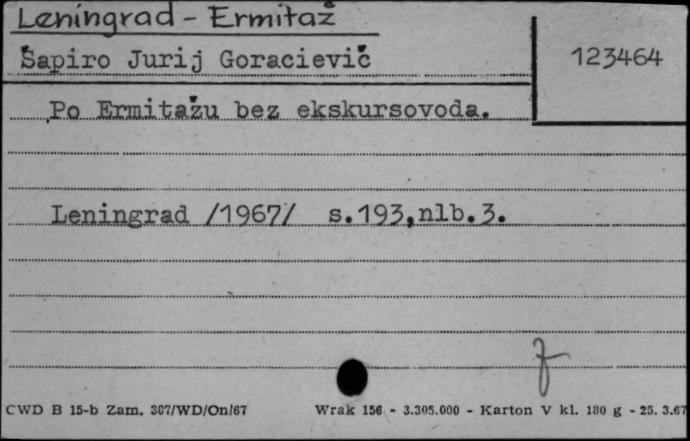 Leningrad - Ermitaž
Šapiro Jurij Goracievič
123464
Po Ermitažu bez ekskursovoda.
Leningrad /1967/ s.193,nlb.3.
CWD B 15-b Zam. 307/WD/On/67
Wrak 156 - 3.305.000 - Karton V kl. 180 g - 25. 3.67